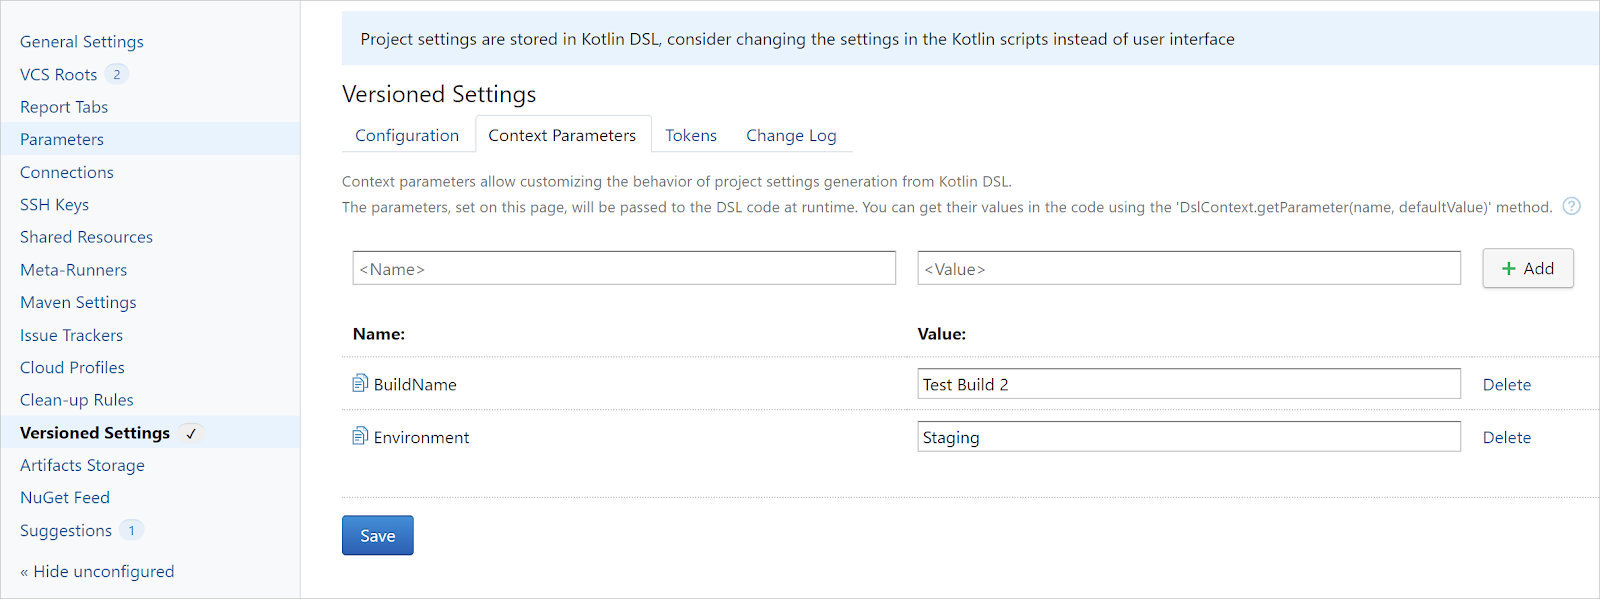 General Settings
VCS Roots 2
Report Tabs
Parameters
Connections
SSH Keys
Shared Resources
Meta-Runners
Maven Settings
Issue Trackers
Cloud Profiles
Clean-up Rules
Versioned Settings ✓
Artifacts Storage
NuGet Feed
Suggestions 1
« Hide unconfigured
Project settings are stored in Kotlin DSL, consider changing the settings in the Kotlin scripts instead of user interface
Versioned Settings
Configuration Context Parameters Tokens Change Log
Context parameters allow customizing the behavior of project settings generation from Kotlin DSL.
The parameters, set on this page, will be passed to the DSL code at runtime. You can get their values in the code using the 'DslContext.getParameter(name, defaultValue)' method. ?
<Name> <Value> + Add
Name: Value:
BuildName Test Build 2 Delete
Environment Staging Delete
Save